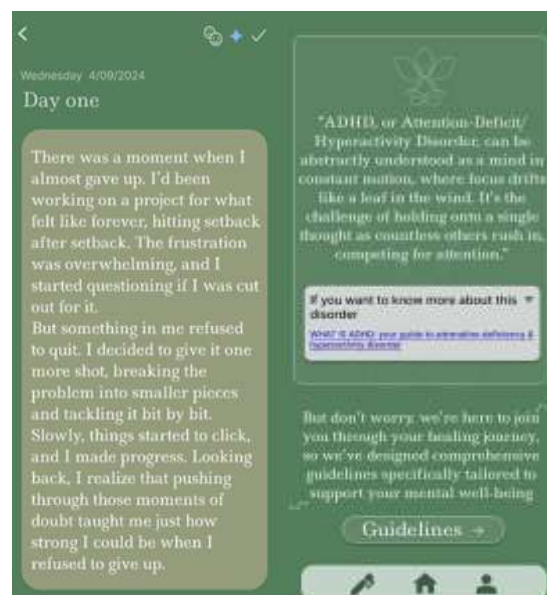 Wednesday 4/09/2024
Day one
There was a moment when I
almost gave up. I'd been
working on a project for what
felt like forever, hitting setback
after setback. The frustration
was overwhelming, and I
started questioning if I was cut
out for it.
But something in me refused
to quit. I decided to give it one
more shot, breaking the
problem into smaller pieces
and tackling it bit by bit.
Slowly, things started to click,
and I made progress. Looking
back, I realize that pushing
through those moments of
doubt taught me just how
strong I could be when I
refused to give up.
"ADHD, or Attention-Deficit/
Hyperactivity Disorder, can be
abstractly understood as a mind in
constant motion, where focus drifts
like a leaf in the wind. It's the
challenge of holding onto a single
thought as countless others rush in,
competing for attention."
If you want to know more about this
disorder
WHAT IS ADHD: your guide to adrenaline deficiency &
hyperactivity disorder
But don't worry, we're here to join
you through your healing journey,
so we've designed comprehensive
guidelines specifically tailored to
support your mental well-being
Guidelines →